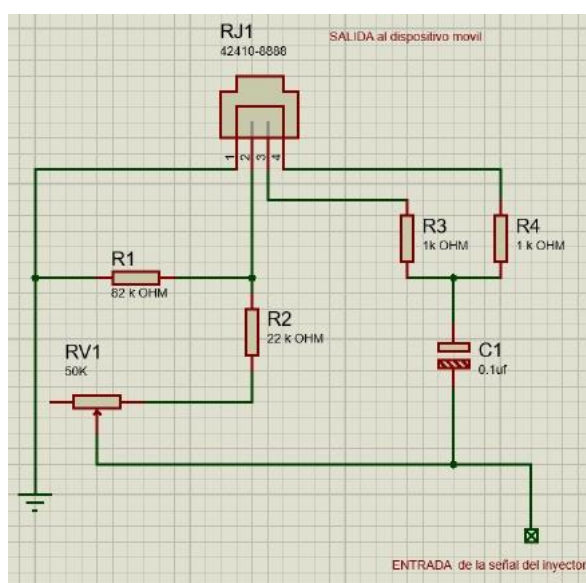 RJ1
42410-8888
SALIDA al dispositivo movil
1 2 3 4
R3
1k OHM
R4
1 k OHM
R1
82 k OHM
R2
22 k OHM
RV1
50K
C1
0.1uf
ENTRADA de la señal del inyector